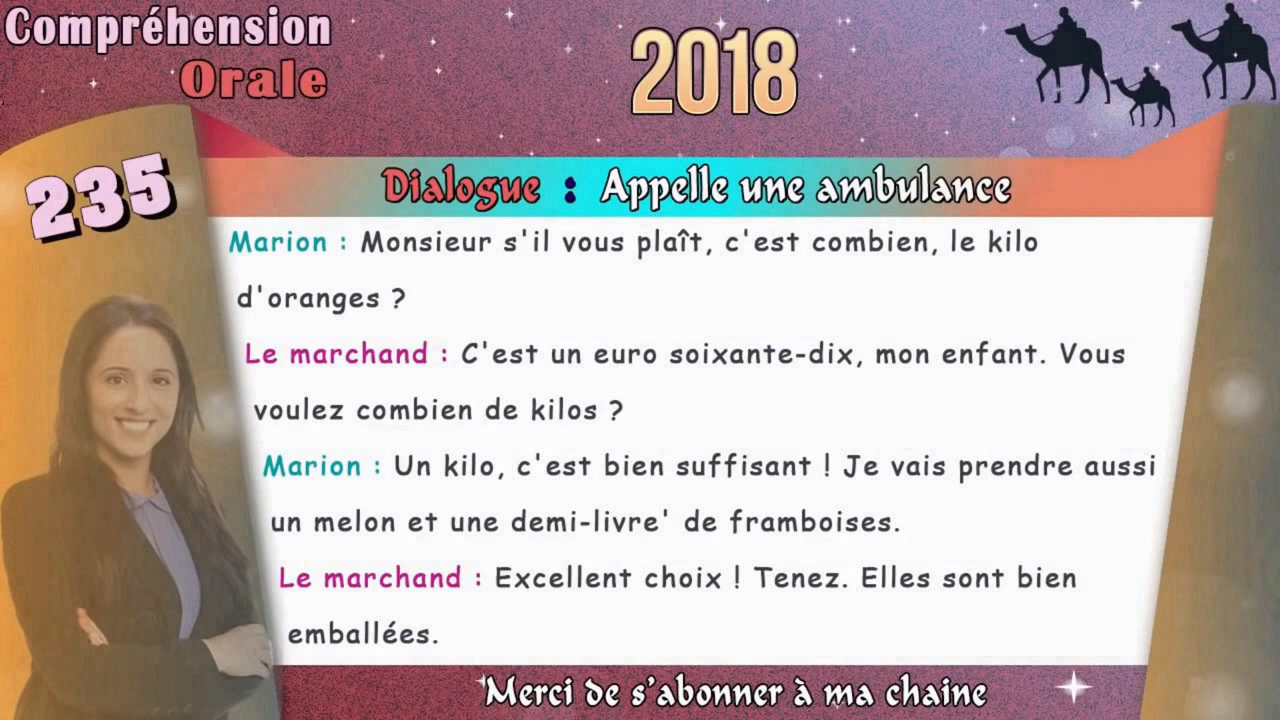 Compréhension
Orale
2018
235
Dialogue : Appelle une ambulance
Marion : Monsieur s'il vous plaît, c'est combien, le kilo
d'oranges ?
Le marchand : C'est un euro soixante-dix, mon enfant. Vous
voulez combien de kilos ?
Marion : Un kilo, c'est bien suffisant ! Je vais prendre aussi
un melon et une demi-livre' de framboises.
Le marchand : Excellent choix ! Tenez. Elles sont bien
emballées.
Merci de s'abonner à ma chaine